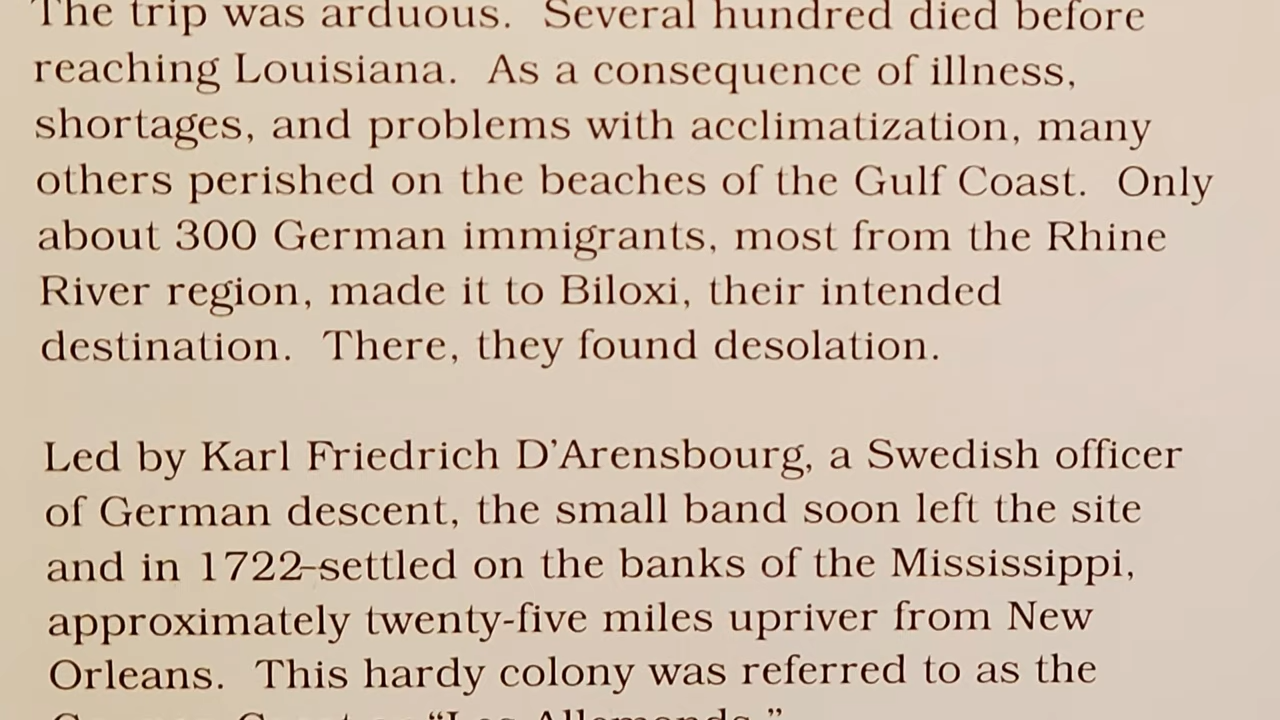 The trip was arduous.  Several hundred died before
reaching Louisiana.  As a consequence of illness,
shortages, and problems with acclimatization, many
others perished on the beaches of the Gulf Coast.  Only
about 300 German immigrants, most from the Rhine
River region, made it to Biloxi, their intended
destination.  There, they found desolation.

Led by Karl Friedrich D’Arensbourg, a Swedish officer
of German descent, the small band soon left the site
and in 1722–settled on the banks of the Mississippi,
approximately twenty-five miles upriver from New
Orleans.  This hardy colony was referred to as the
“Les Allemands.”